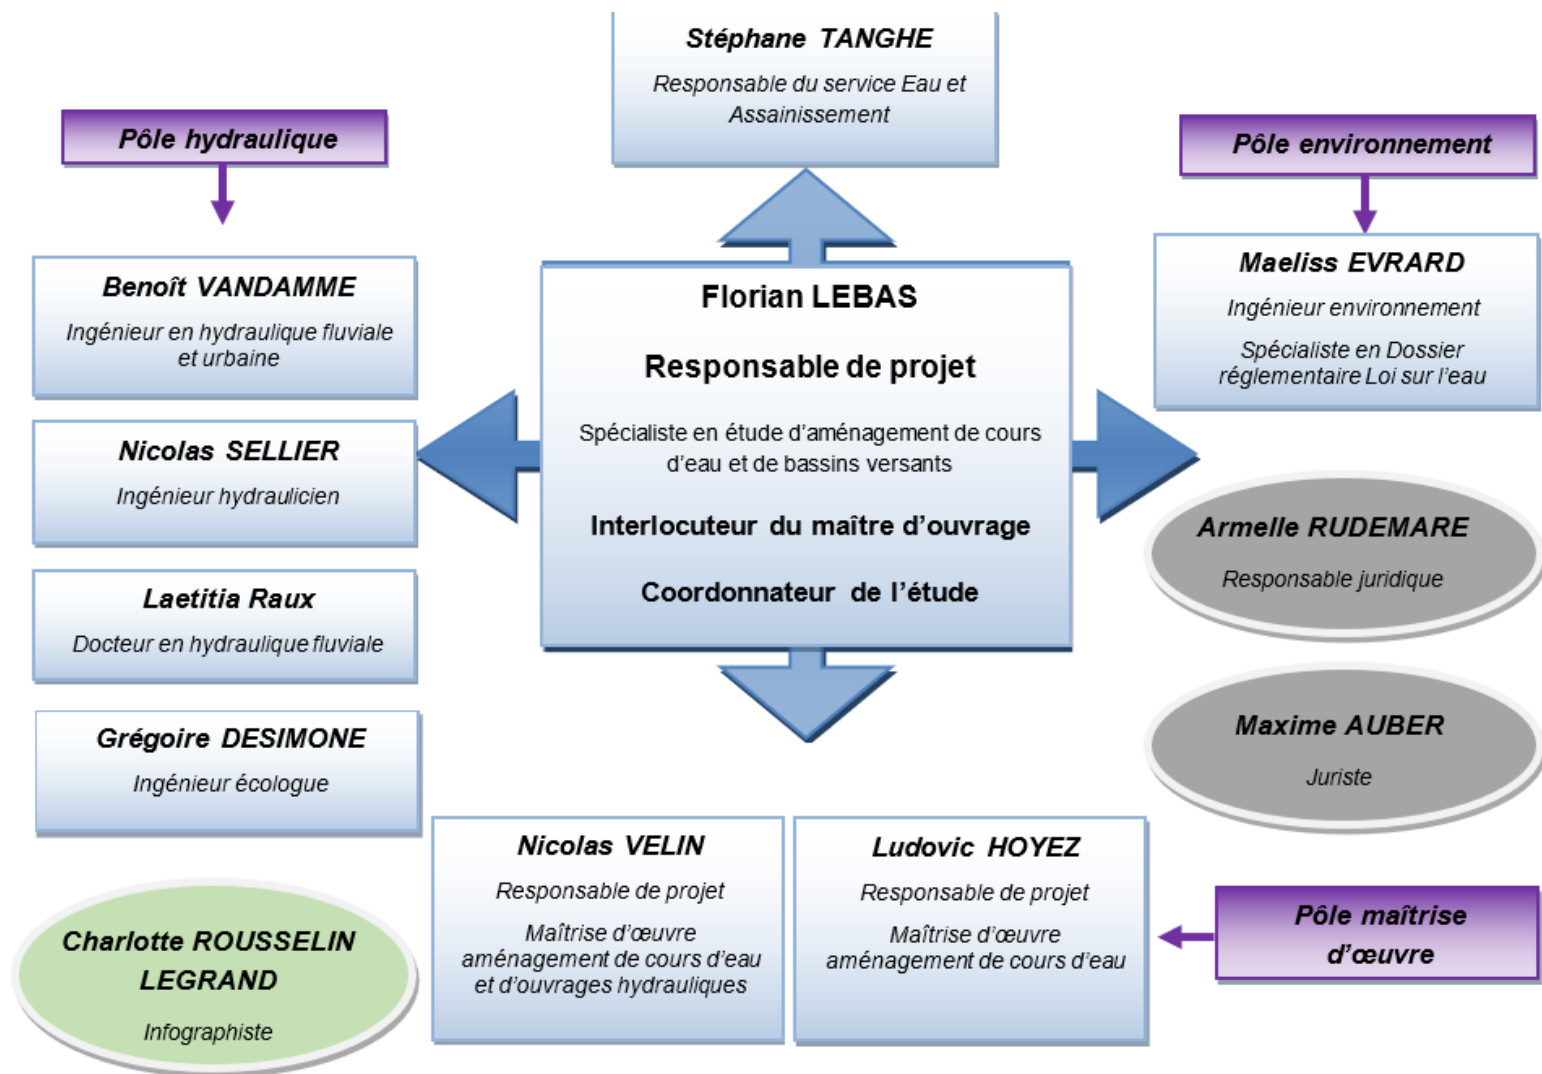 Stéphane TANGHE
Responsable du service Eau et
Assainissement
Pôle hydraulique
Pôle environnement
Benoît VANDAMME
Ingénieur en hydraulique fluviale
et urbaine
Nicolas SELLIER
Ingénieur hydraulicien
Laetitia Raux
Docteur en hydraulique fluviale
Grégoire DESIMONE
Ingénieur écologue
Charlotte ROUSSELIN
LEGRAND
Infographiste
Florian LEBAS
Responsable de projet
Spécialiste en étude d'aménagement de cours
d'eau et de bassins versants
Interlocuteur du maître d'ouvrage
Coordonnateur de l'étude
Maeliss EVRARD
Ingénieur environnement
Spécialiste en Dossier
réglementaire Loi sur l'eau
Armelle RUDEMARE
Responsable juridique
Maxime AUBER
Juriste
Nicolas VELIN
Responsable de projet
Maîtrise d'œuvre
aménagement de cours d'eau
et d'ouvrages hydrauliques
Ludovic HOYEZ
Responsable de projet
Maîtrise d'œuvre
aménagement de cours d'eau
Pôle maîtrise
d'œuvre